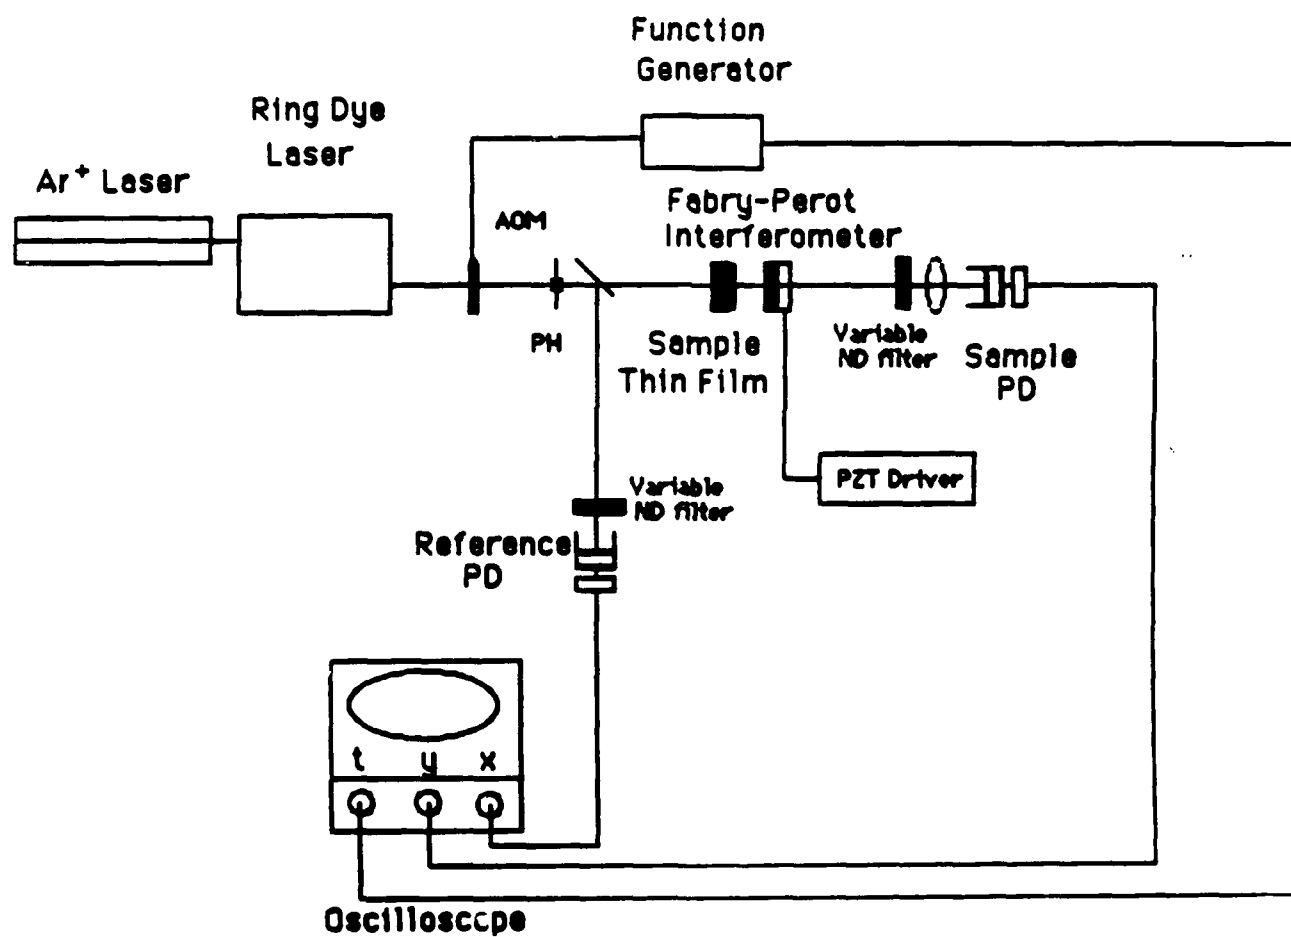 Function
Generator
Ring Dye
Laser
Ar+ Laser
AOM
Fabry-Perot
Interferometer
PH
Sample
Thin Film
Variable
ND filter
Sample
PD
PZT Driver
Variable
ND filter
Reference
PD
t y x
Oscilloscope